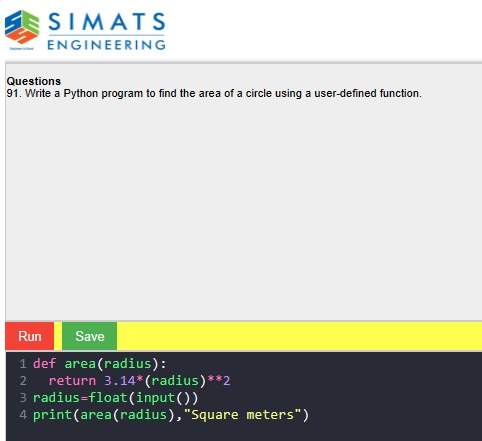 SIMATS
ENGINEERING
Questions
91. Write a Python program to find the area of a circle using a user-defined function.
Run Save
1 def area(radius):
2   return 3.14*(radius)**2
3 radius=float(input())
4 print(area(radius),"Square meters")